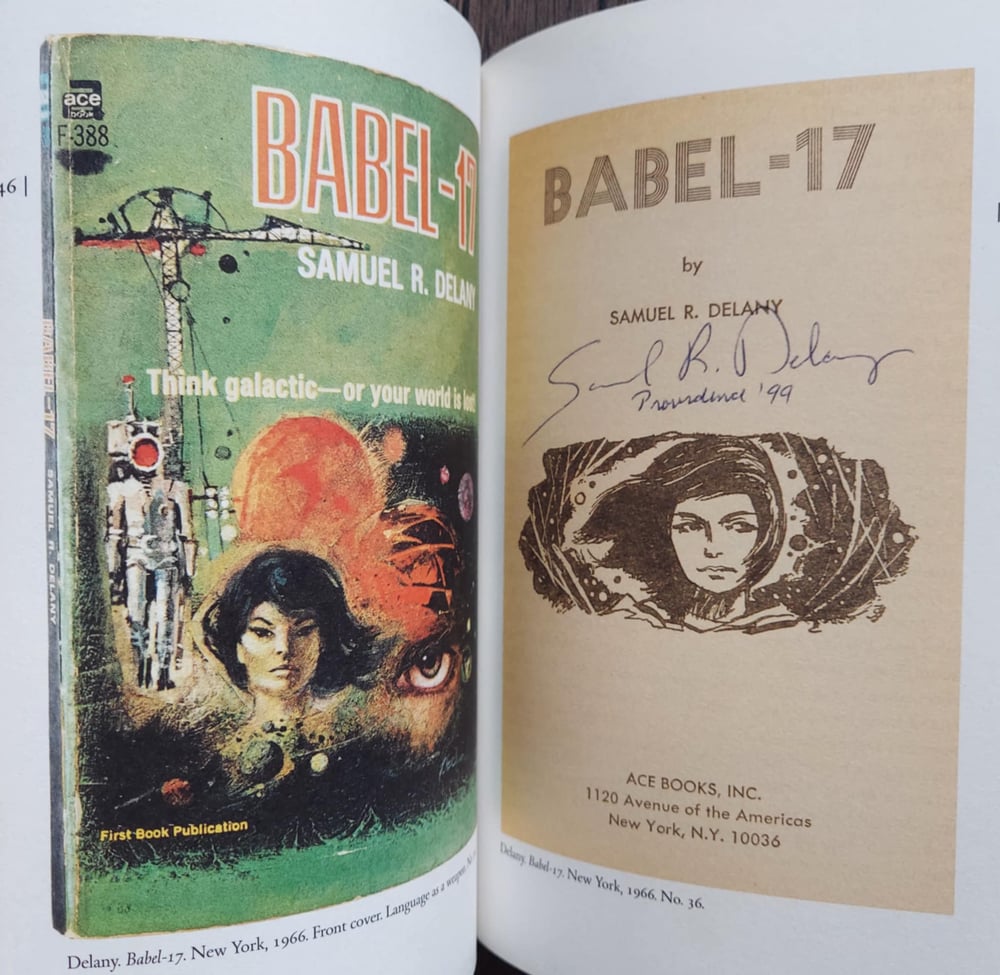 46 |
ace
book
F-388
BABEL-17
SAMUEL R. DELANY
Think galactic—or your world is lost!
BABEL-17 SAMUEL R. DELANY
First Book Publication
Delany. Babel-17. New York, 1966. Front cover. Language as a weapon.
BABEL-17
by
SAMUEL R. DELANY
Samuel R. Delany
Providence '99
ACE BOOKS, INC.
1120 Avenue of the Americas
New York, N.Y. 10036
Delany. Babel-17. New York, 1966. No. 36.